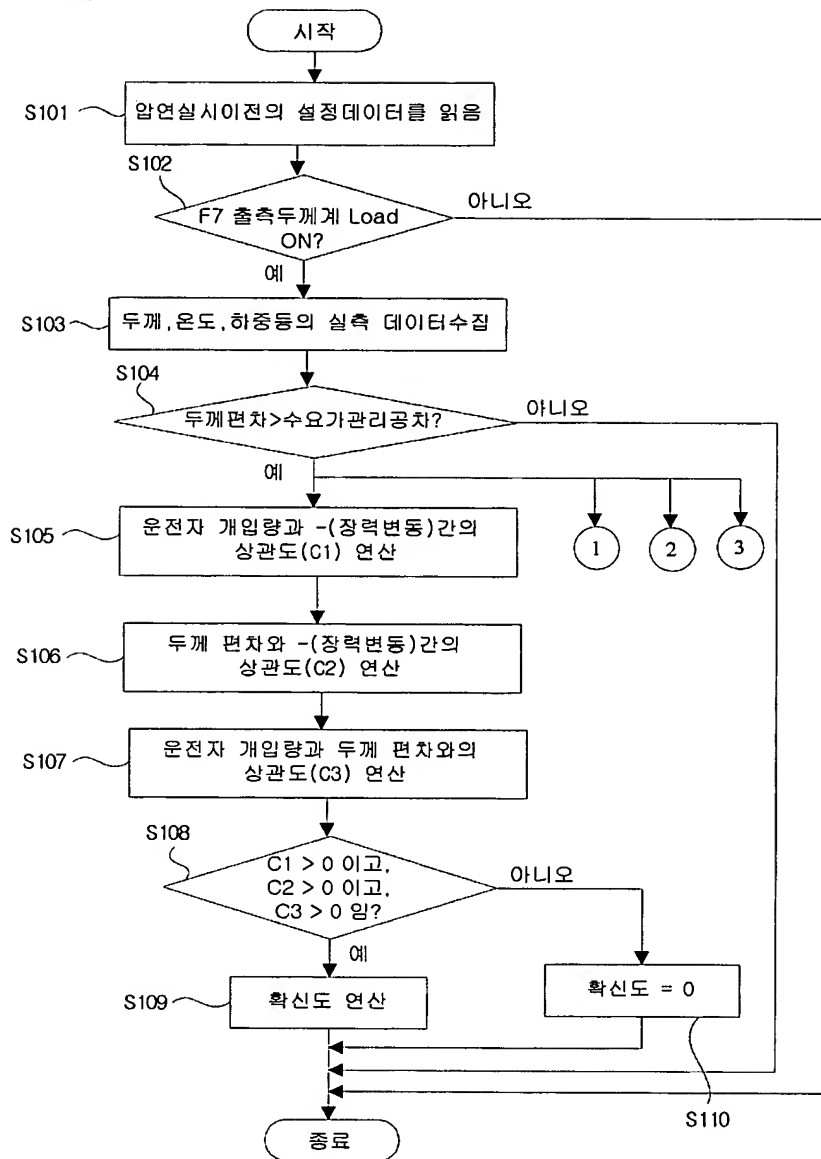 시작
S101
압연실시이전의 설정데이터를 읽음
S102
F7 출측두께계 Load
ON?
아니오
예
S103
두께,온도,하중등의 실측 데이터수집
S104
두께편차>수요가관리공차?
아니오
예
S105
운전자 개입량과 -(장력변동)간의
상관도(C1) 연산
1
2
3
S106
두께 편차와 -(장력변동)간의
상관도(C2) 연산
S107
운전자 개입량과 두께 편차와의
상관도(C3) 연산
S108
C1 > 0 이고,
C2 > 0 이고,
C3 > 0 임?
아니오
예
S109
확신도 연산
확신도 = 0
S110
종료